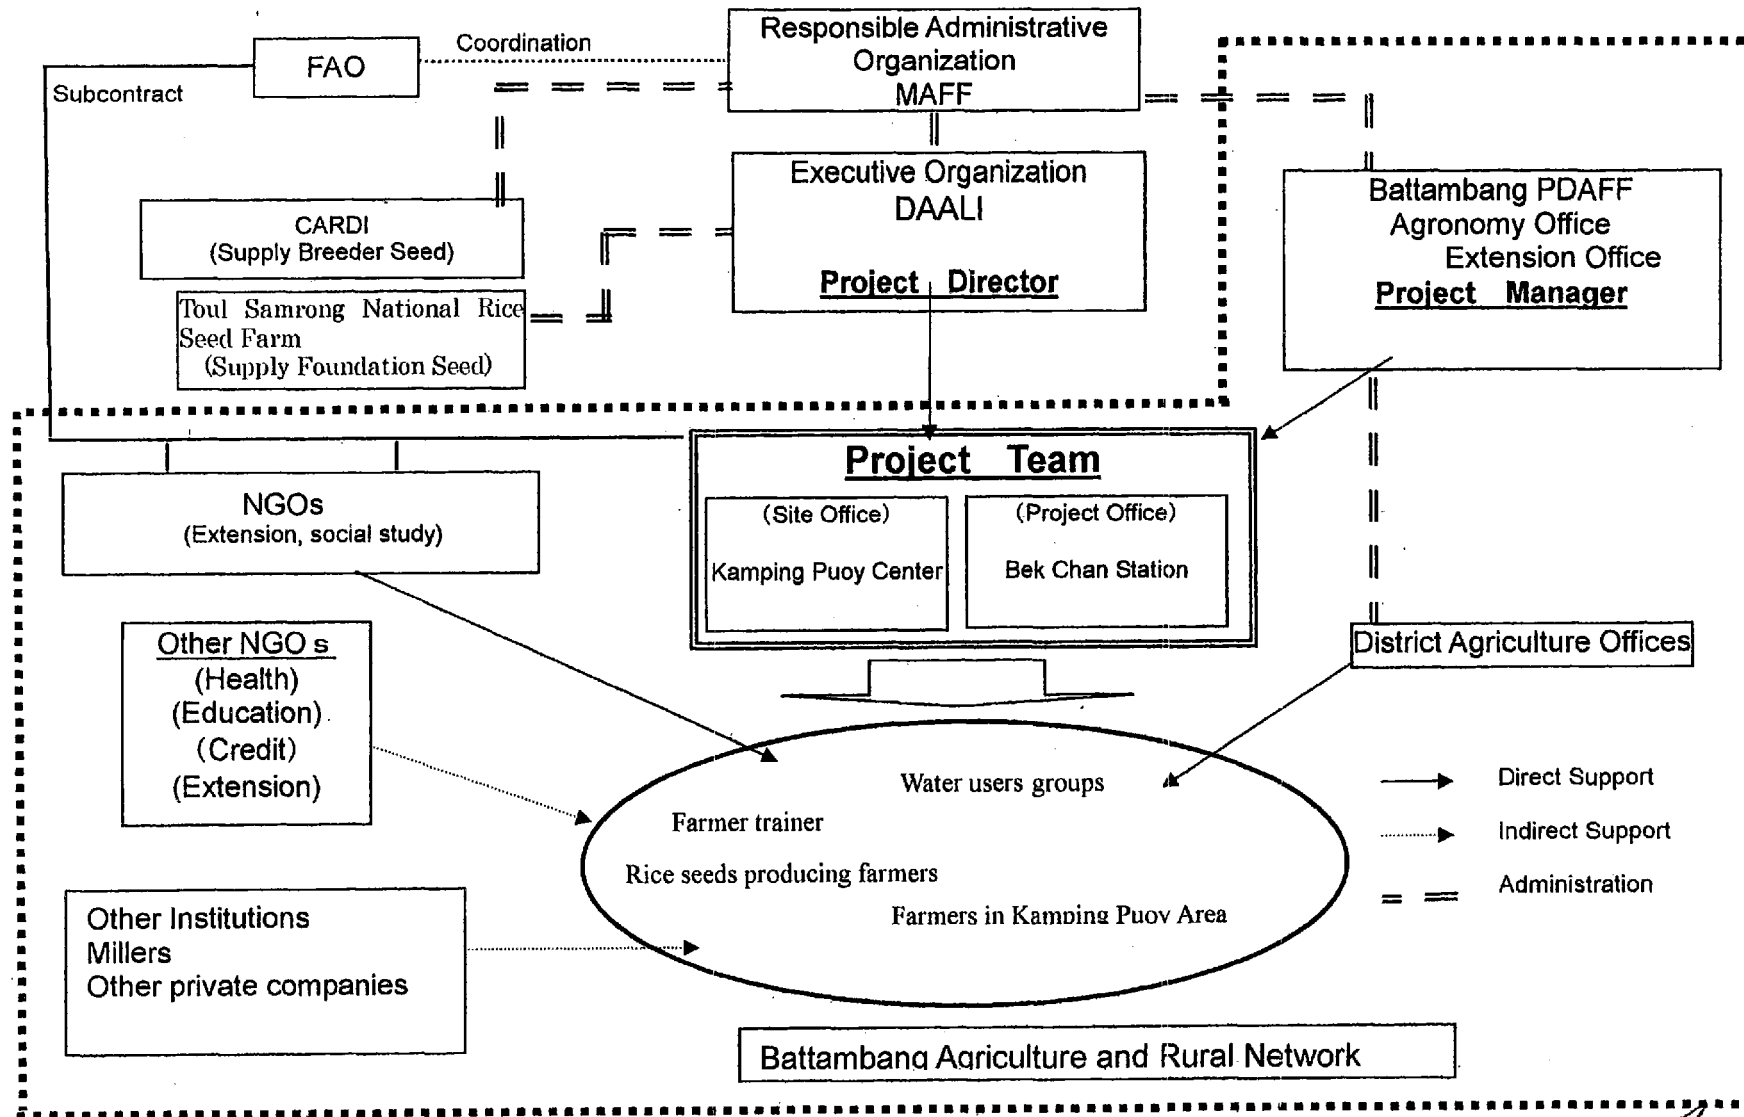 Responsible Administrative
Organization
MAFF
FAO
Coordination
Subcontract
Executive Organization
DAALI
Project Director
CARDI
(Supply Breeder Seed)
Toul Samrong National Rice
Seed Farm
(Supply Foundation Seed)
Battambang PDAFF
Agronomy Office
Extension Office
Project Manager
Project Team
(Site Office)
Kamping Puoy Center
(Project Office)
Bek Chan Station
NGOs
(Extension, social study)
Other NGO s
(Health)
(Education)
(Credit)
(Extension)
District Agriculture Offices
Water users groups
Farmer trainer
Rice seeds producing farmers
Farmers in Kamping Puoy Area
Direct Support
Indirect Support
Administration
Other Institutions
Millers
Other private companies
Battambang Agriculture and Rural Network